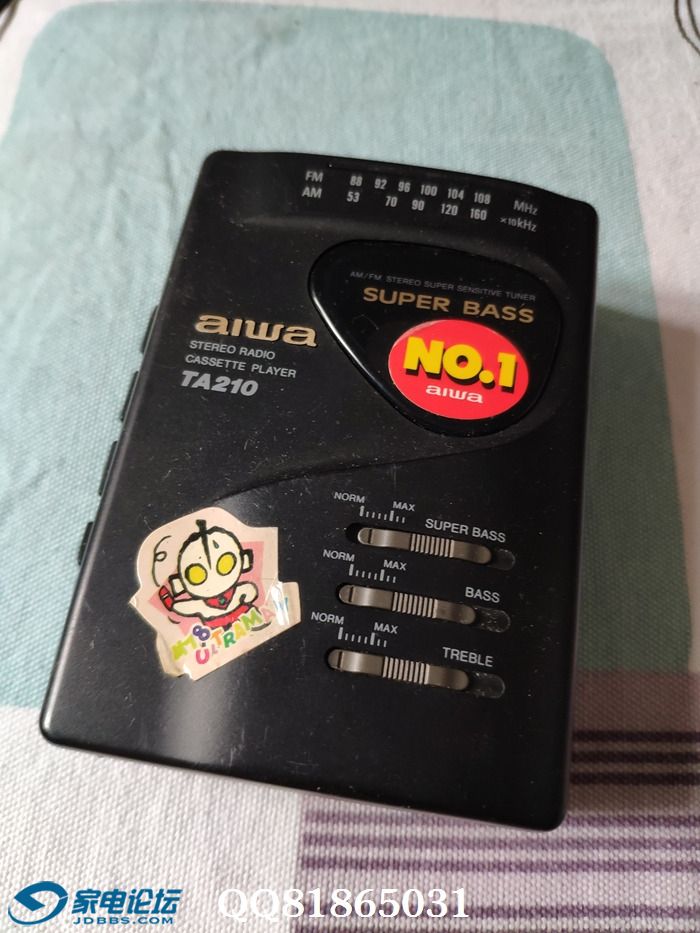 FM 88 92 96 100 104 108 MHz
AM 53 70 90 120 160 ×10kHz
AM/FM STEREO SUPER SENSITIVE TUNER
SUPER BASS
NO.1
aiwa
aiwa
STEREO RADIO
CASSETTE PLAYER
TA210
NORM MAX
SUPER BASS
NORM MAX
BASS
NORM MAX
TREBLE
ULTRAMAN
家电论坛
JDBBS.COM
QQ81865031